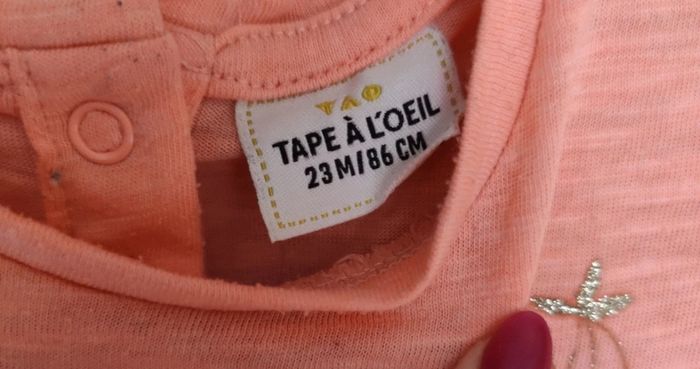 TAO
TAPE À L'OEIL
23 M/86 CM